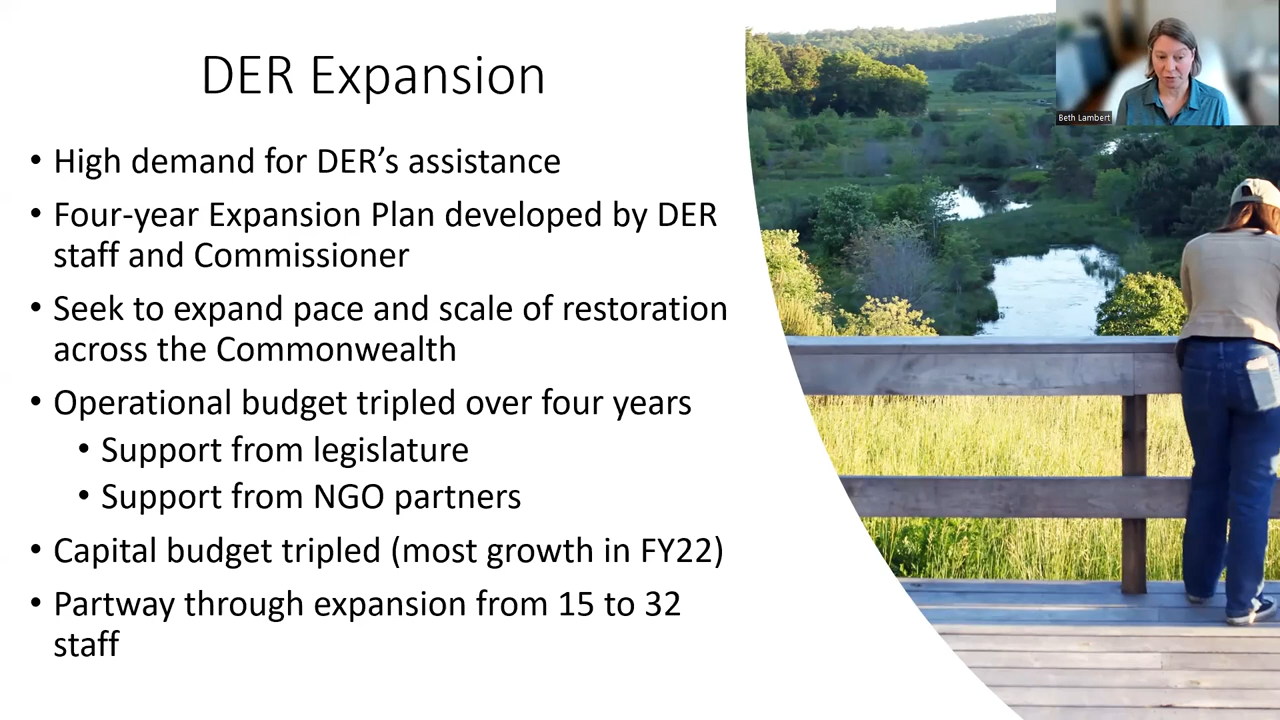 DER Expansion
• High demand for DER’s assistance
• Four-year Expansion Plan developed by DER
staff and Commissioner
• Seek to expand pace and scale of restoration
across the Commonwealth
• Operational budget tripled over four years
• Support from legislature
• Support from NGO partners
• Capital budget tripled (most growth in FY22)
• Partway through expansion from 15 to 32
staff
Beth Lambert